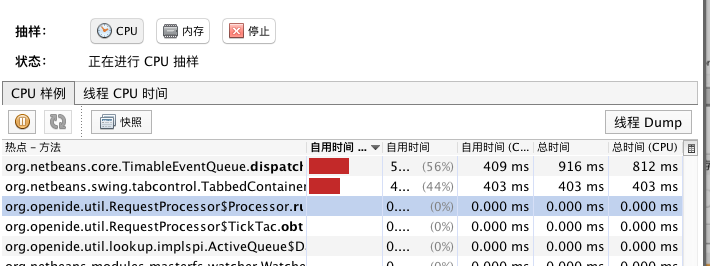 抽样： CPU 内存 停止
状态： 正在进行 CPU 抽样
CPU 样例 线程 CPU 时间
快照 线程 Dump
热点 – 方法 自用时间 ... 自用时间 自用时间 (C... 总时间 总时间 (CPU)
org.netbeans.core.TimableEventQueue.dispatch 5... (56%) 409 ms 916 ms 812 ms
org.netbeans.swing.tabcontrol.TabbedContainer 4... (44%) 403 ms 403 ms 403 ms
org.openide.util.RequestProcessor$Processor.ru 0.... (0%) 0.000 ms 0.000 ms 0.000 ms
org.openide.util.RequestProcessor$TickTac.obt 0.... (0%) 0.000 ms 0.000 ms 0.000 ms
org.openide.util.lookup.implspi.ActiveQueue$D 0.... (0%) 0.000 ms 0.000 ms 0.000 ms